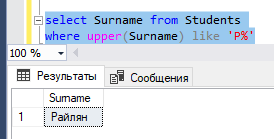 select Surname from Students
where upper(Surname) like 'Р%'
100 %
Результаты Сообщения
Surname
1 Райлян